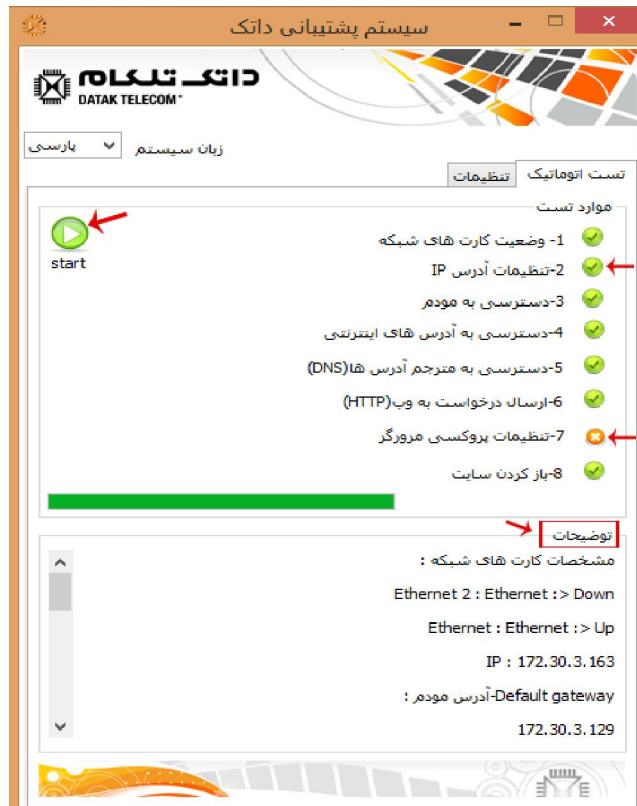 سیستم پشتیبانی داتک
داتک تلکام
DATAK TELECOM
زبان سیستم
پارسی
تست اتوماتیک
تنظیمات
موارد تست
start
1- وضعیت کارت های شبکه
2-تنظیمات آدرس IP
3-دسترسی به مودم
4-دسترسی به آدرس های اینترنتی
5-دسترسی به مترجم آدرس ها(DNS)
6-ارسال درخواست به وب(HTTP)
7-تنظیمات پروکسی مرورگر
8-باز کردن سایت
توضیحات
مشخصات کارت های شبکه :
Ethernet 2 : Ethernet :> Down
Ethernet : Ethernet :> Up
IP : 172.30.3.163
Default gateway-آدرس مودم :
172.30.3.129